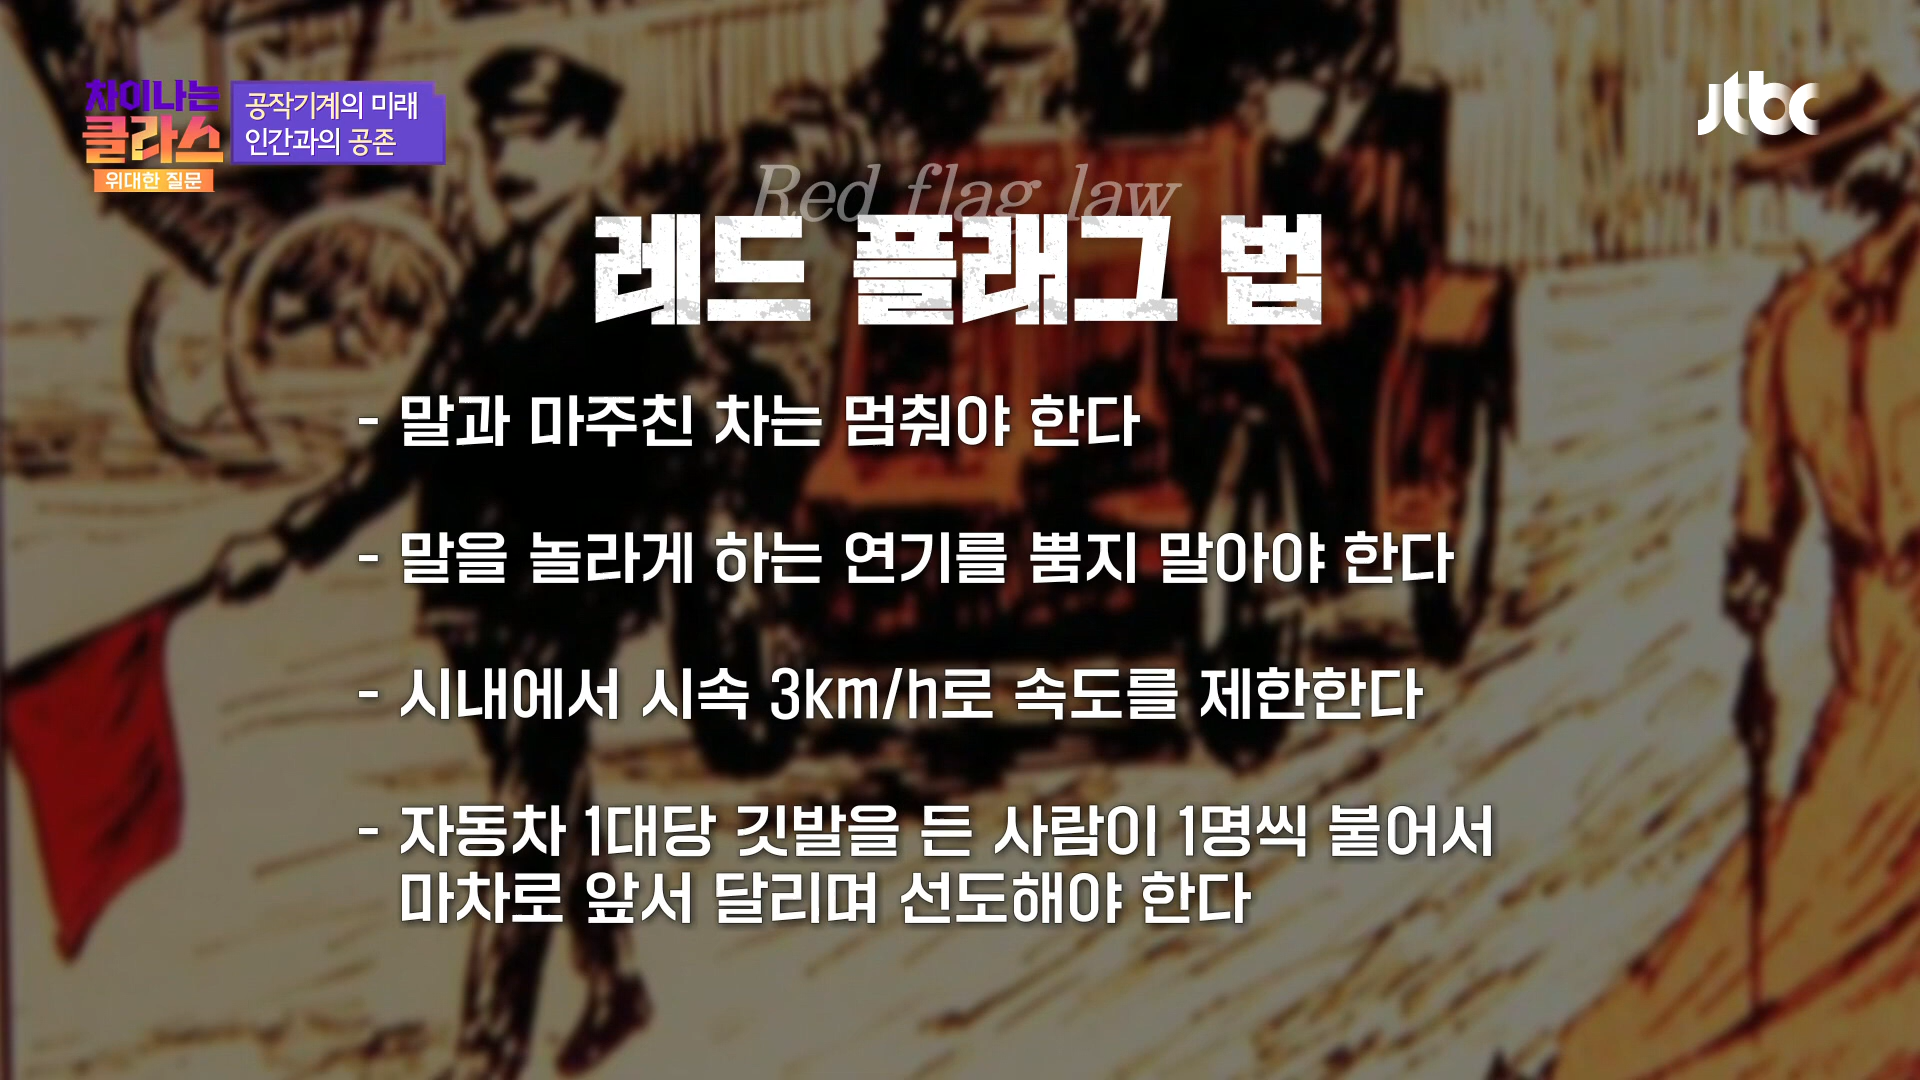 차이나는
클라스
위대한 질문
공작기계의 미래
인간과의 공존
jtbc
Red flag law
레드 플래그 법
- 말과 마주친 차는 멈춰야 한다
- 말을 놀라게 하는 연기를 뿜지 말아야 한다
- 시내에서 시속 3km/h로 속도를 제한한다
- 자동차 1대당 깃발을 든 사람이 1명씩 붙어서
마차로 앞서 달리며 선도해야 한다